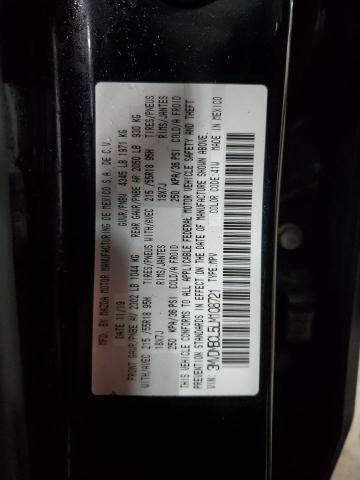 MFD. BY MAZDA MOTOR MANUFACTURING DE MEXICO S.A. DE C.V.
11/19 GVWR/PNBV 4345 LB 1971 KG
FRONT GAWR/PNBE AV 2302 LB 1044 KG REAR GAWR/PNBE AR 2050 LB 930 KG
WITH/AVEC 215 /55R18 95H TIRES/PNEUS WITH/AVEC 215 /55R18 95H TIRES/PNEUS
18X7J RIMS/JANTES 18X7J RIMS/JANTES
250 KPA/36 PSI COLD/A FROID 250 KPA/36 PSI COLD/A FROID
THIS VEHICLE CONFORMS TO ALL APPLICABLE FEDERAL MOTOR VEHICLE SAFETY AND THEFT
PREVENTION STANDARDS IN EFFECT ON THE DATE OF MANUFACTURE SHOWN ABOVE.
VIN: TYPE:MPV COLOR CODE:41W
MADE IN MEXICO